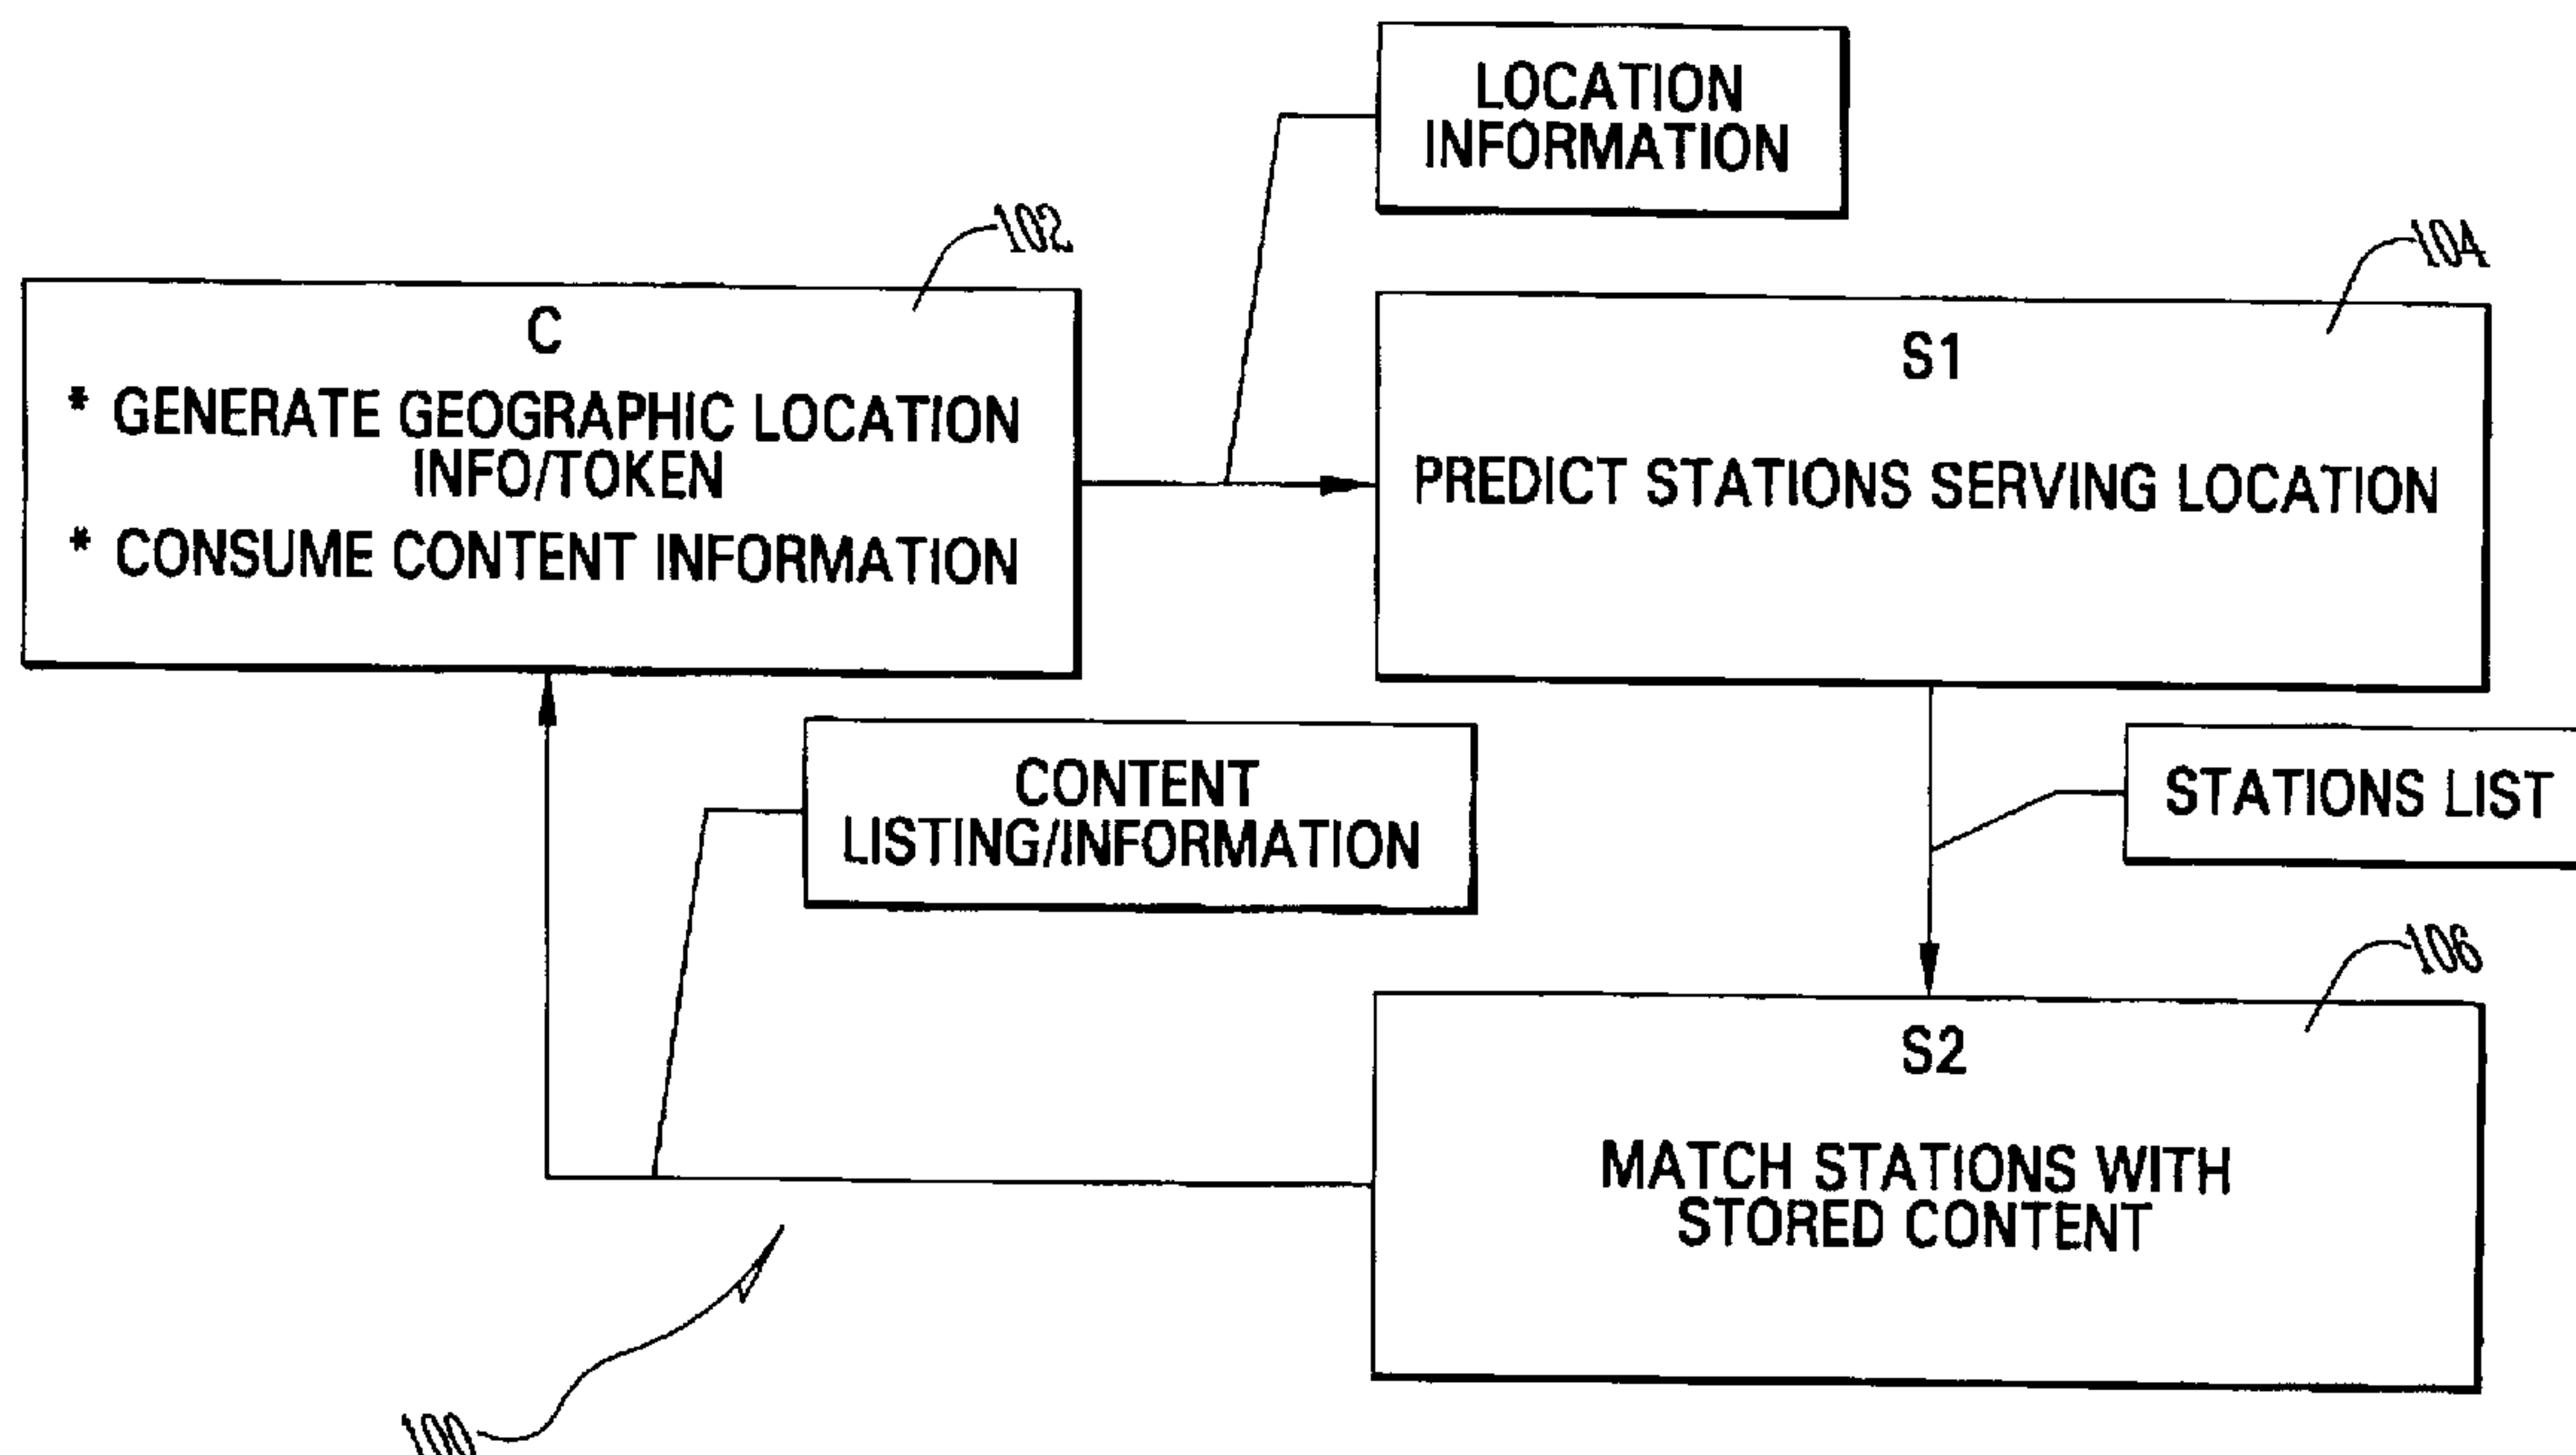 LOCATION
INFORMATION
102
104
C
* GENERATE GEOGRAPHIC LOCATION
INFO/TOKEN
* CONSUME CONTENT INFORMATION
S1
PREDICT STATIONS SERVING LOCATION
CONTENT
LISTING/INFORMATION
STATIONS LIST
106
S2
MATCH STATIONS WITH
STORED CONTENT
100